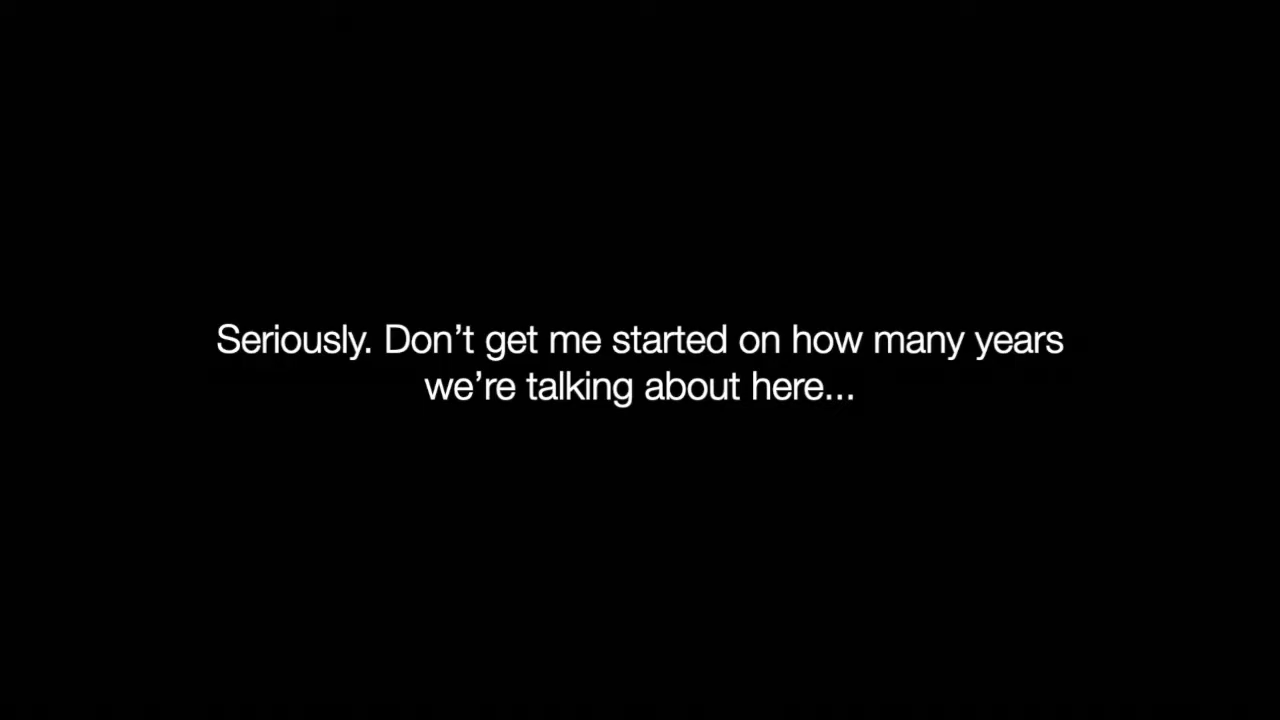 Seriously. Don’t get me started on how many years
we’re talking about here...